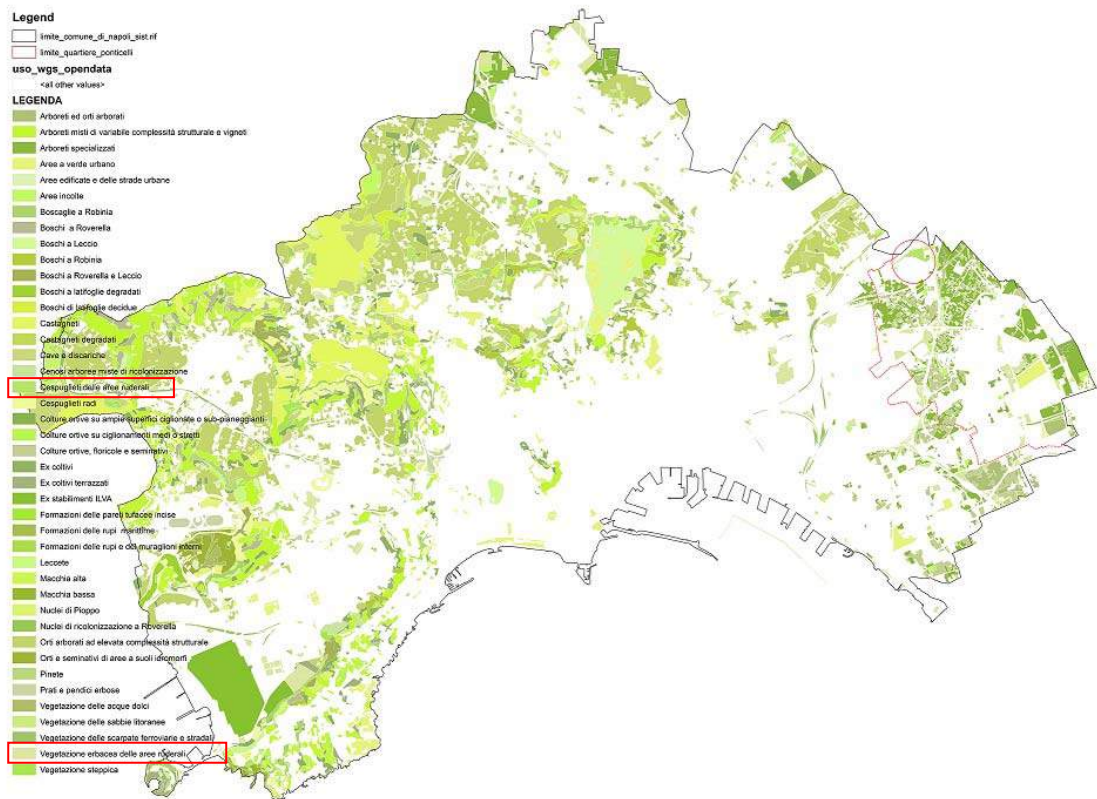 Legend
limite_comune_di_napoli_sist.rif
limite_quartiere_ponticelli
uso_wgs_opendata
<all other values>
LEGENDA
Arboreti ed orti arborati
Arboreti misti di variabile complessità strutturale e vigneti
Arboreti specializzati
Aree a verde urbano
Aree edificate e delle strade urbane
Aree incolte
Boscaglie a Robinia
Boschi a Roverella
Boschi a Leccio
Boschi a Robinia
Boschi a Roverella e Leccio
Boschi a latifoglie degradati
Boschi di latifoglie decidue
Castagneti
Castagneti degradati
Cave e discariche
Cenosi arboree miste di ricolonizzazione
Cespuglieti delle aree ruderali
Cespuglieti radi
Colture ortive su ampie superfici ciglionate o sub-pianeggianti
Colture ortive su ciglionamenti medi o stretti
Colture ortive, floricole e seminativi
Ex coltivi
Ex coltivi terrazzati
Ex stabilimenti ILVA
Formazioni delle pareti tufacee incise
Formazioni delle rupi marittime
Formazioni delle rupi e dei muraglioni interni
Leccete
Macchia alta
Macchia bassa
Nuclei di Pioppo
Nuclei di ricolonizzazione a Roverella
Orti arborati ad elevata complessità strutturale
Orti e seminativi di aree a suoli idromorfi
Pinete
Prati e pendici erbose
Vegetazione delle acque dolci
Vegetazione delle sabbie litoranee
Vegetazione delle scarpate ferroviarie e stradali
Vegetazione erbacea delle aree ruderali
Vegetazione steppica